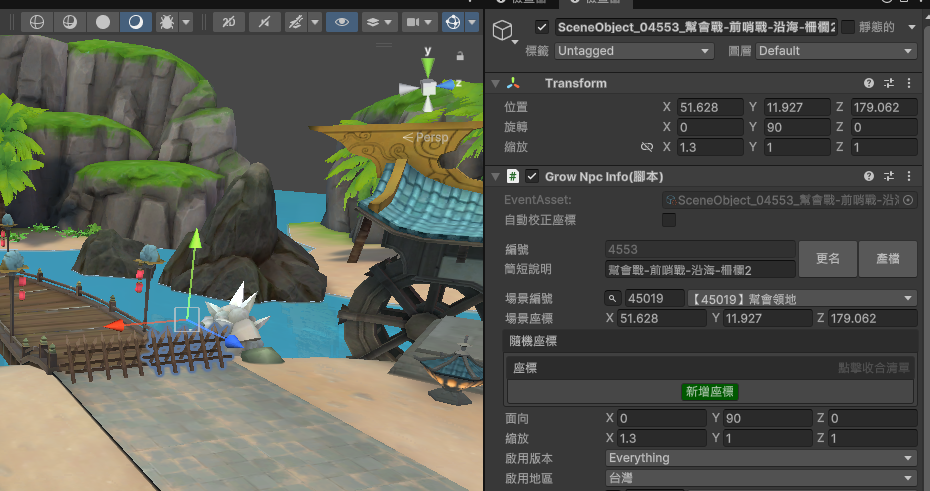 2D
y
z
Persp
SceneObject_04553_幫會戰-前哨戰-沿海-柵欄2
靜態的
標籤 Untagged 圖層 Default
Transform
位置 X 51.628 Y 11.927 Z 179.062
旋轉 X 0 Y 90 Z 0
縮放 X 1.3 Y 1 Z 1
# Grow Npc Info(腳本)
EventAsset: SceneObject_04553_幫會戰-前哨戰-沿
自動校正座標
編號 4553
更名 產檔
簡短說明 幫會戰-前哨戰-沿海-柵欄2
場景編號 45019 【45019】幫會領地
場景座標 X 51.628 Y 11.927 Z 179.062
隨機座標
座標 點擊收合清單
新增座標
面向 X 0 Y 90 Z 0
縮放 X 1.3 Y 1 Z 1
啟用版本 Everything
啟用地區 台灣